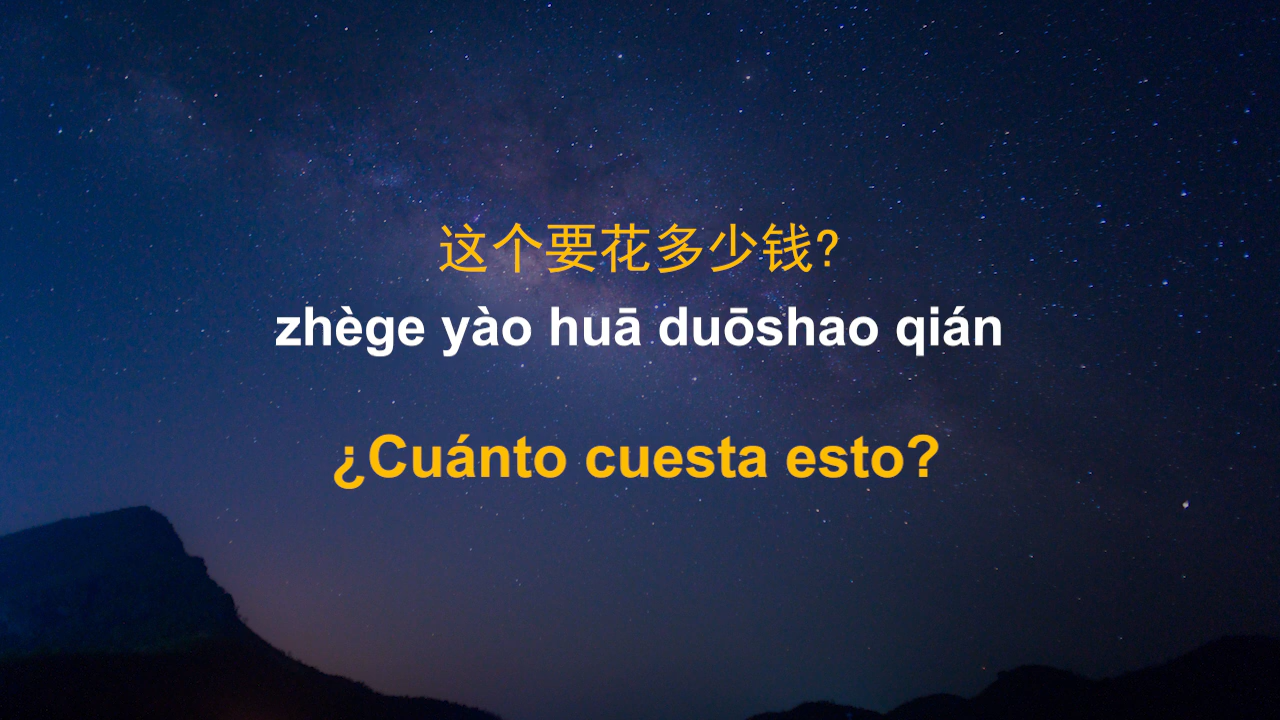 这个要花多少钱?
zhège yào huā duōshao qián
¿Cuánto cuesta esto?